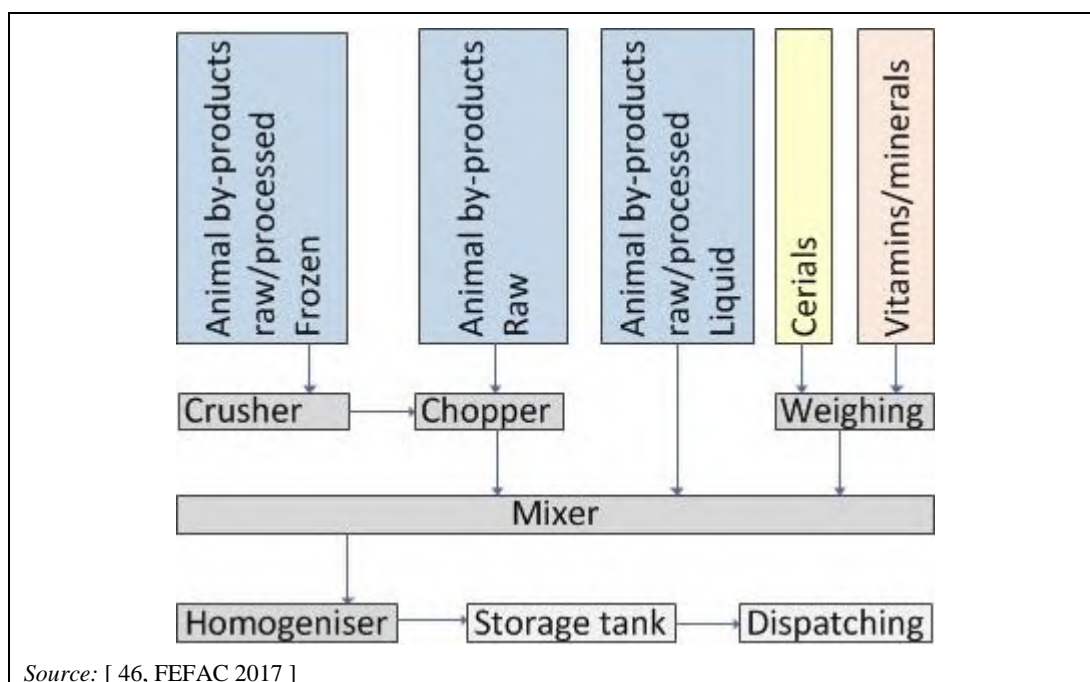 Animal by-products
raw/processed
Frozen
Animal by-products
Raw
Animal by-products
raw/processed
Liquid
Cerials
Vitamins/minerals
Crusher
Chopper
Weighing
Mixer
Homogeniser
Storage tank
Dispatching
Source: [ 46, FEFAC 2017 ]